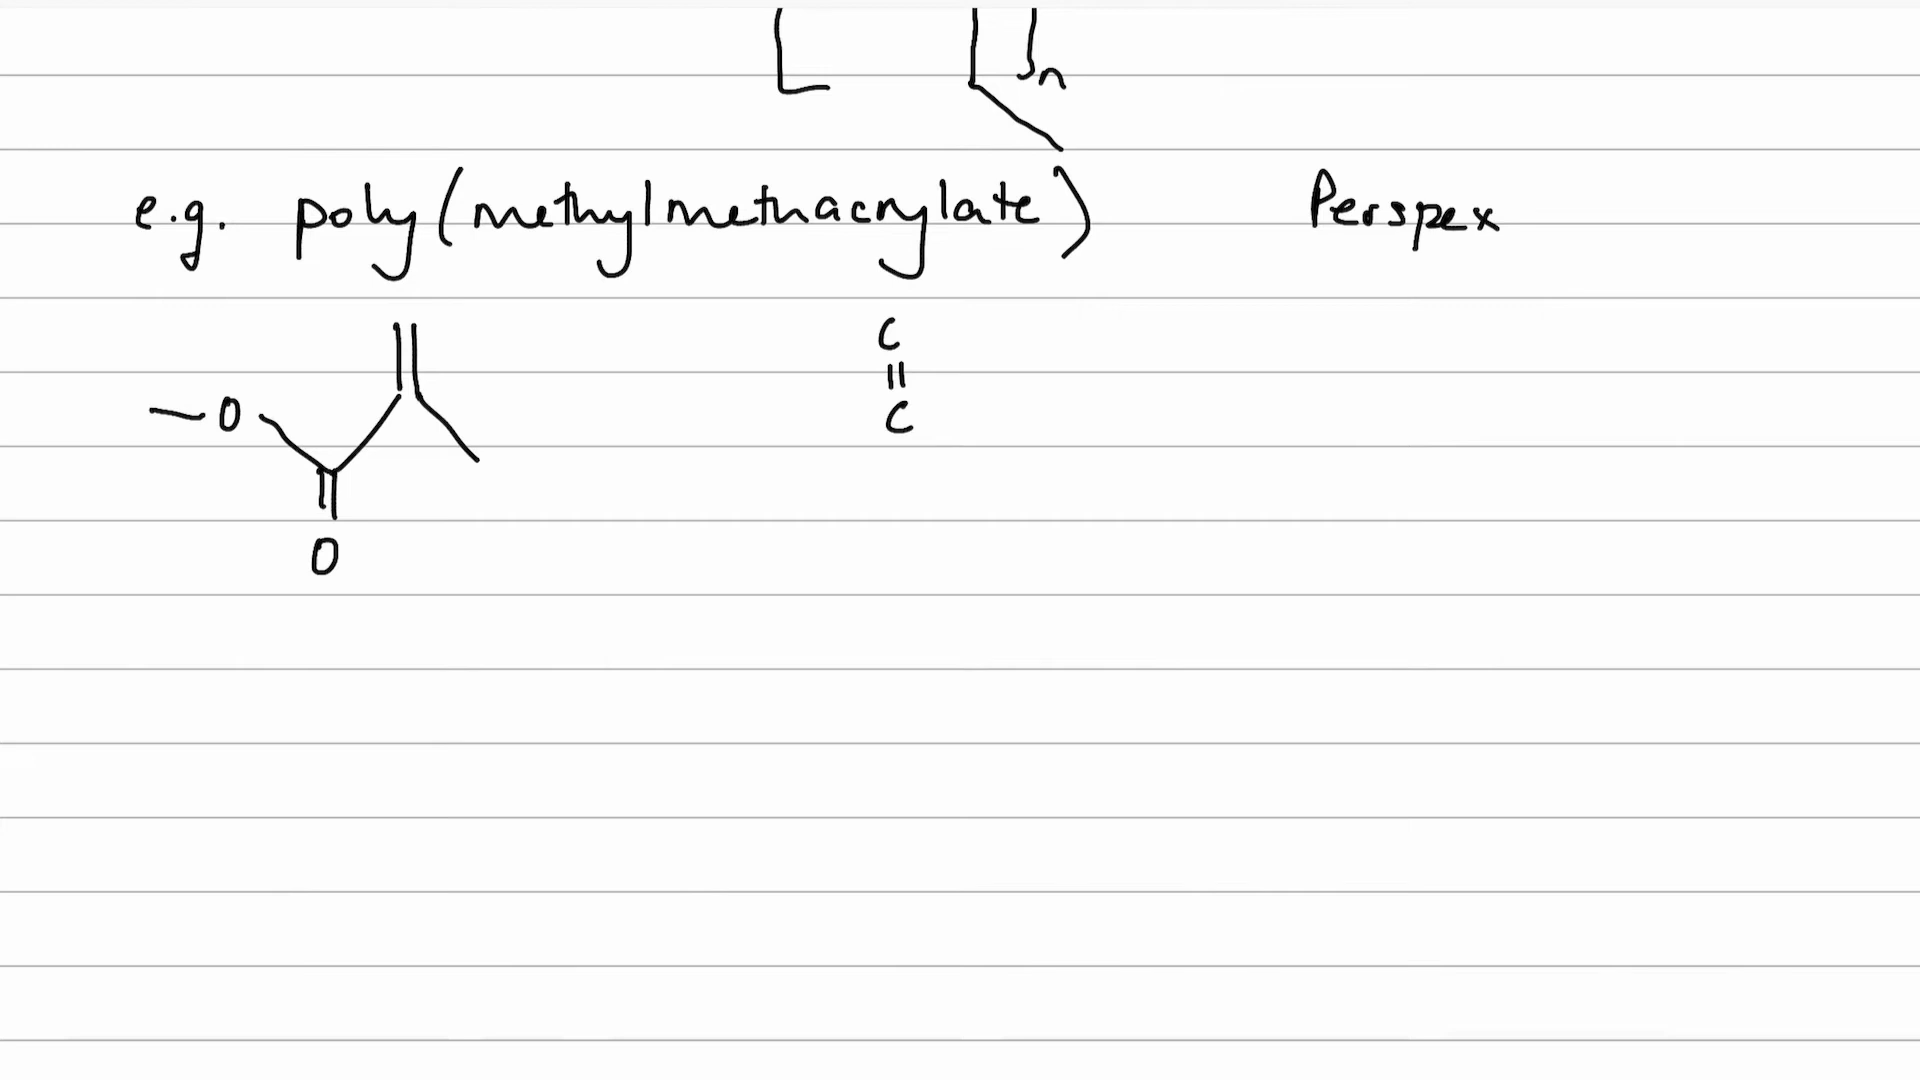 n
e.g. poly(methylmethacrylate) Perspex
C
=
O C
O